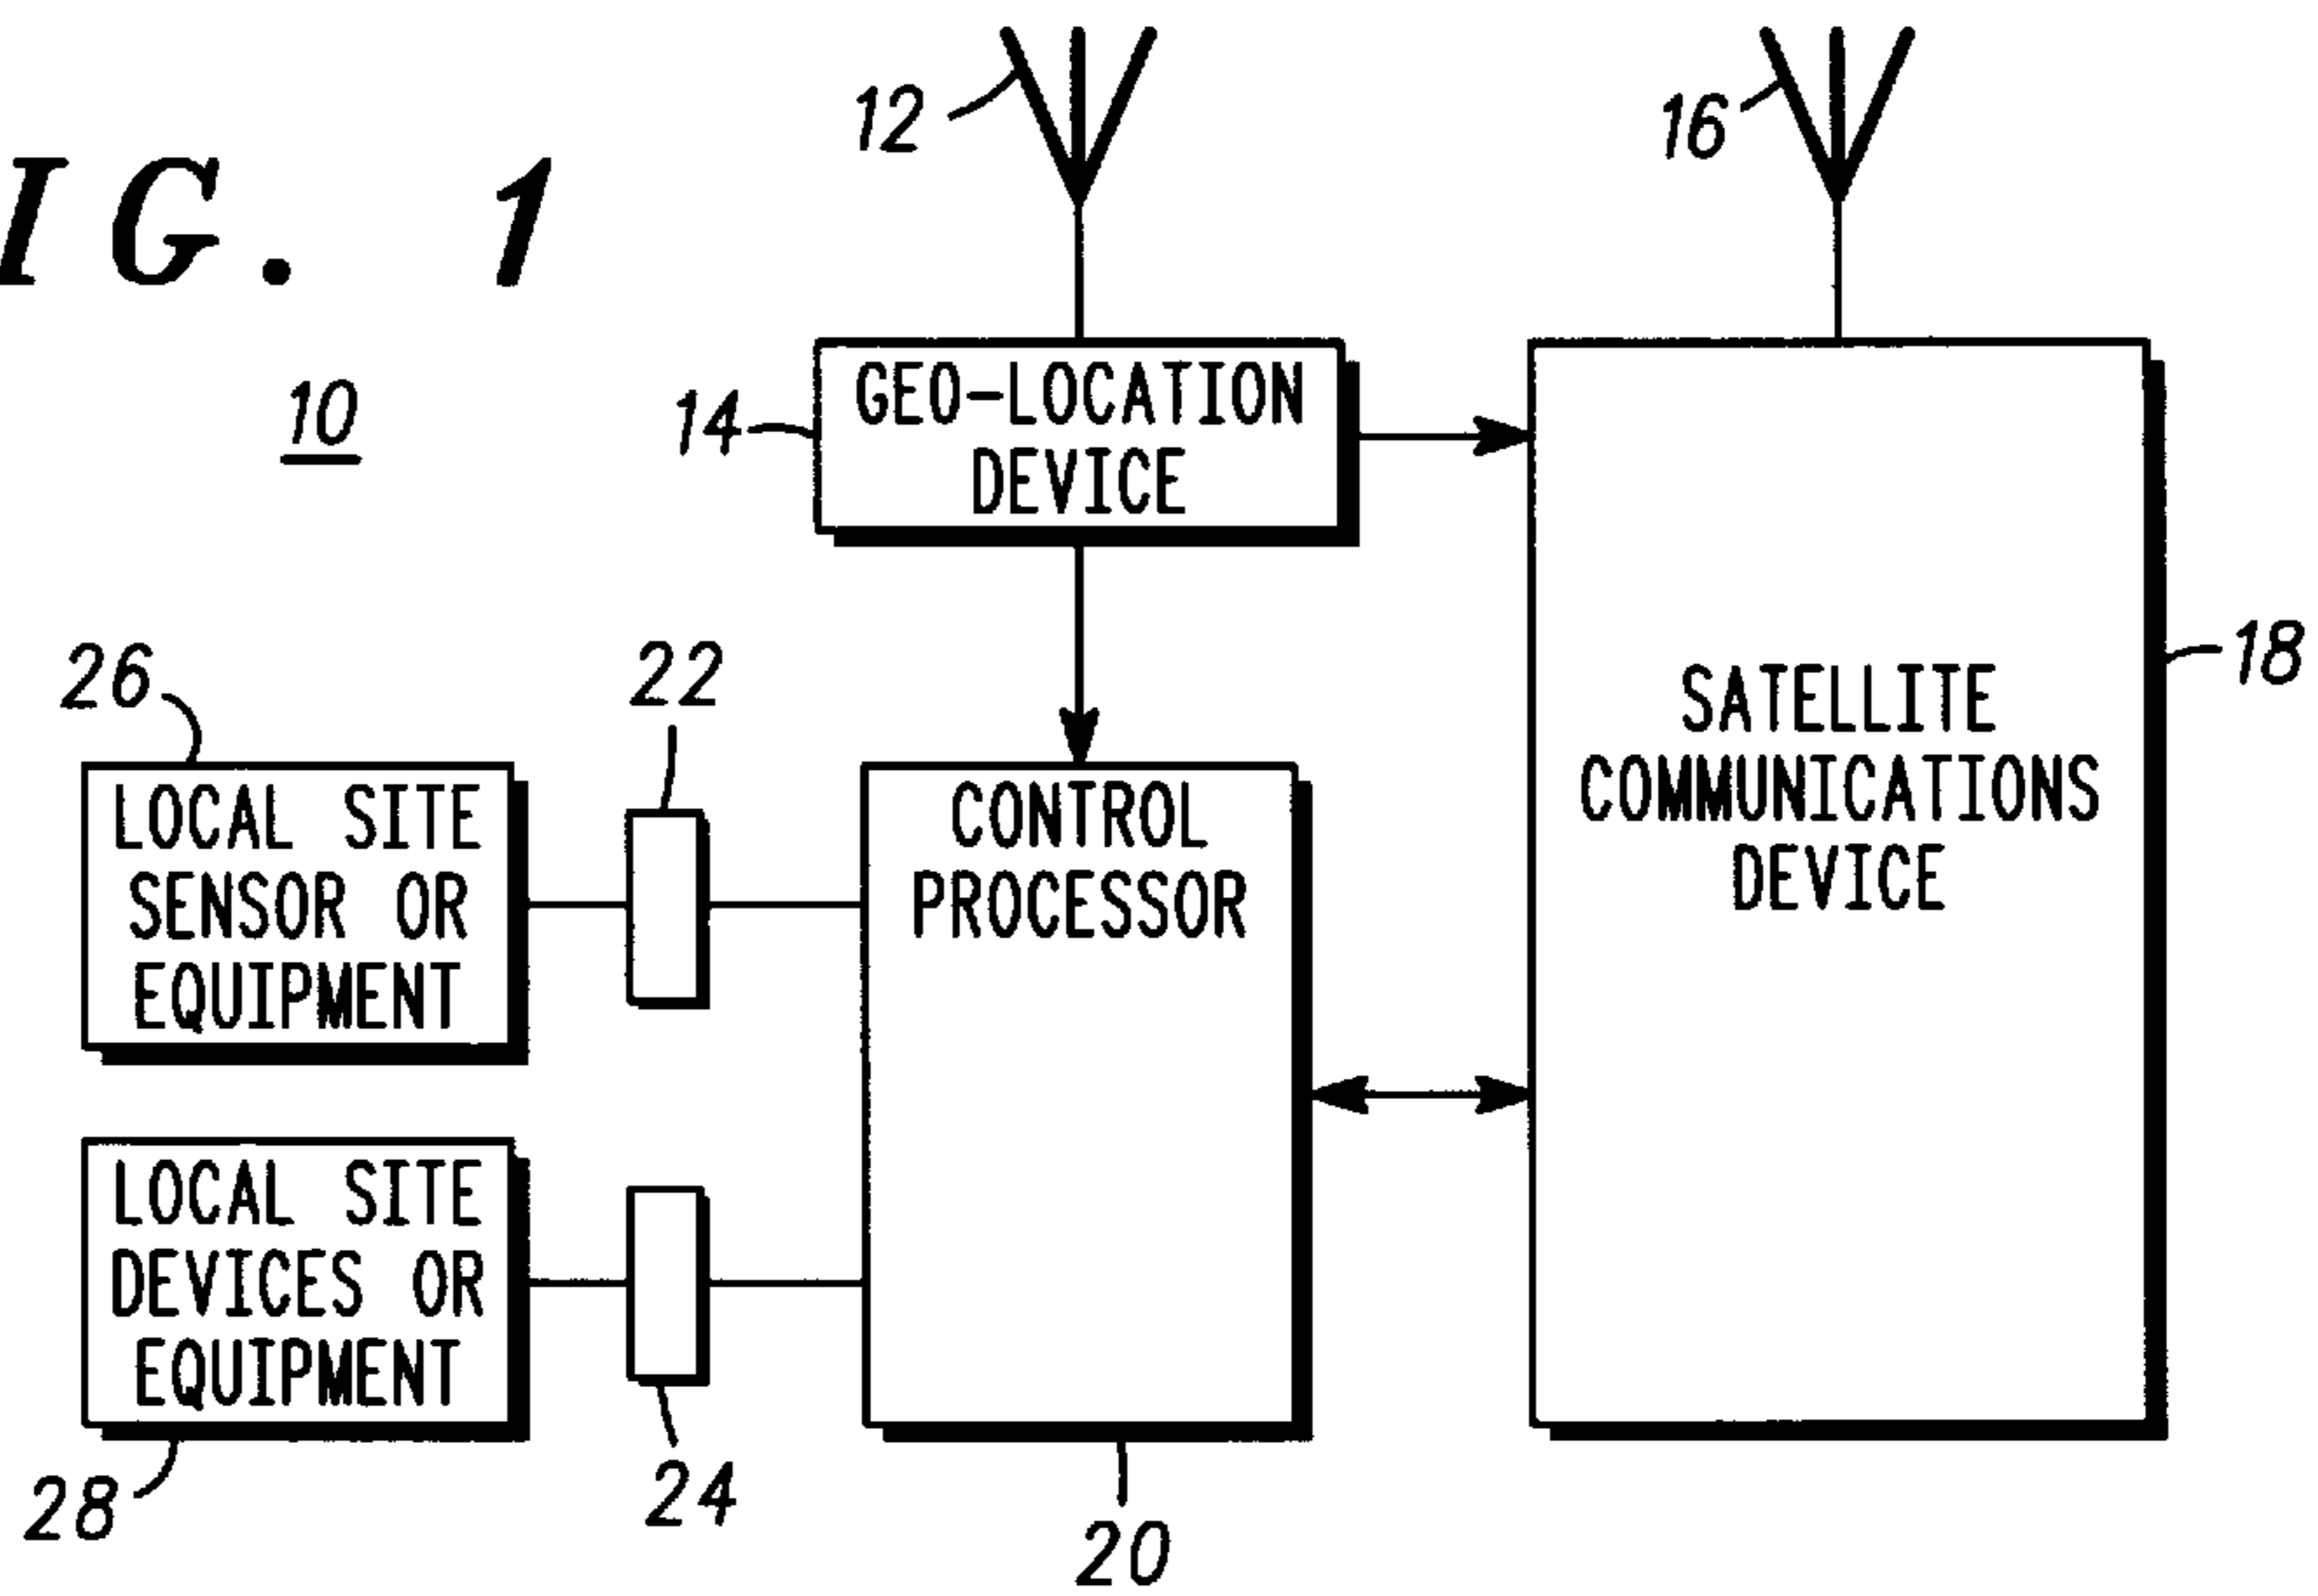 IG. 1
10
12
16
14
GEO-LOCATION
DEVICE
18
SATELLITE
COMMUNICATIONS
DEVICE
26
22
LOCAL SITE
SENSOR OR
EQUIPMENT
CONTROL
PROCESSOR
LOCAL SITE
DEVICES OR
EQUIPMENT
28
24
20